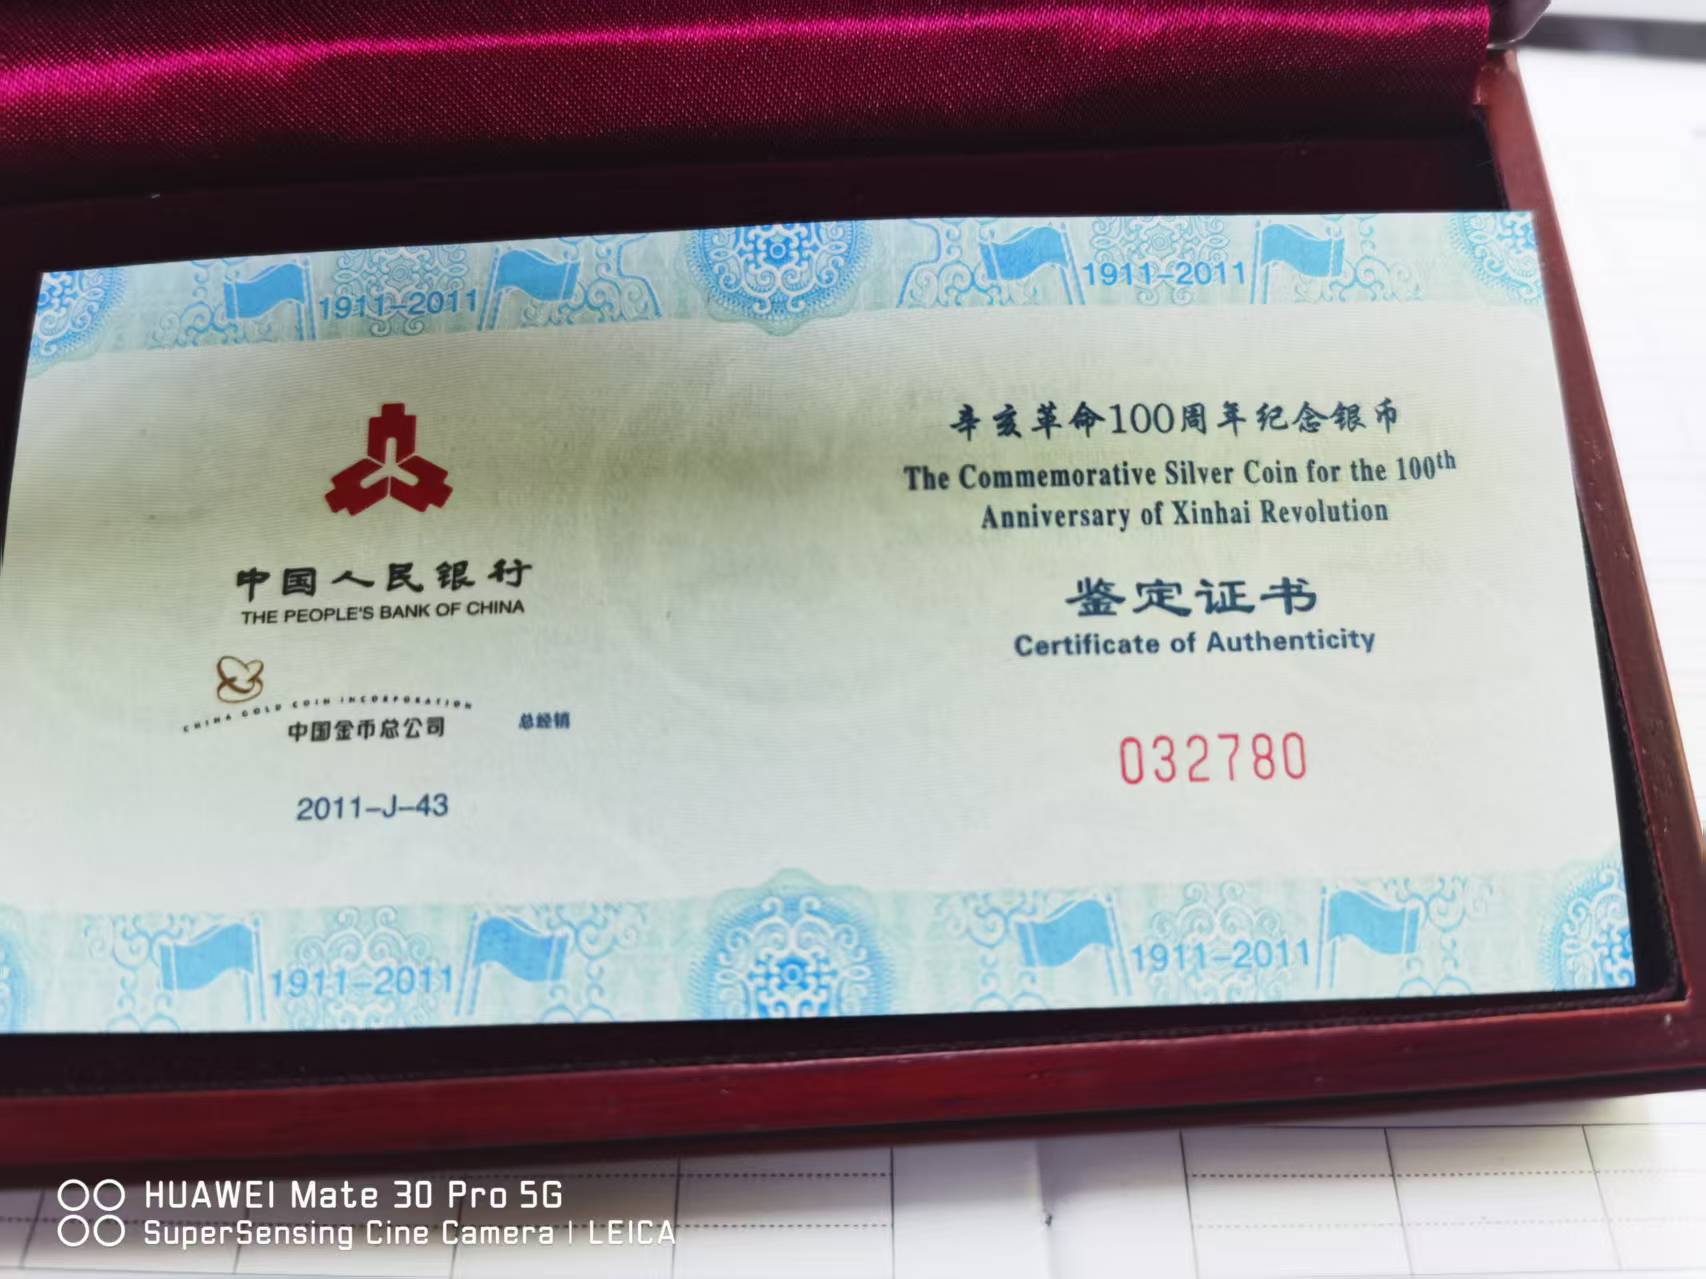 1911-2011
1911-2011
中国人民银行
THE PEOPLE'S BANK OF CHINA
CHINA GOLD COIN INCORPORATION
中国金币总公司
总经销
2011-J-43
辛亥革命100周年纪念银币
The Commemorative Silver Coin for the 100th
Anniversary of Xinhai Revolution
鉴定证书
Certificate of Authenticity
032780
1911-2011
1911-2011
HUAWEI Mate 30 Pro 5G
SuperSensing Cine Camera | LEICA